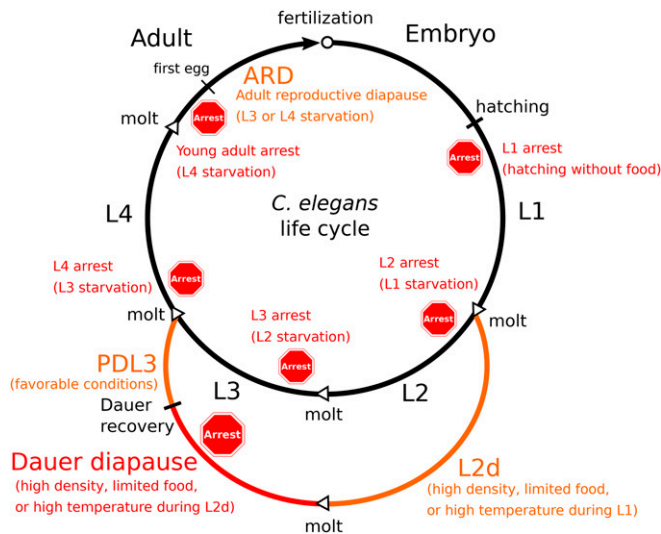 fertilization
Adult
Embryo
first egg
ARD
Adult reproductive diapause
(L3 or L4 starvation)
Arrest
molt
hatching
Young adult arrest
(L4 starvation)
Arrest
L1 arrest
(hatching without food)
C. elegans
life cycle
L4
L1
L4 arrest
(L3 starvation)
Arrest
L2 arrest
(L1 starvation)
Arrest
L3 arrest
(L2 starvation)
Arrest
molt
molt
PDL3
(favorable conditions)
L3
L2
molt
Dauer
recovery
Arrest
Dauer diapause
(high density, limited food,
or high temperature during L2d)
L2d
(high density, limited food,
or high temperature during L1)
molt